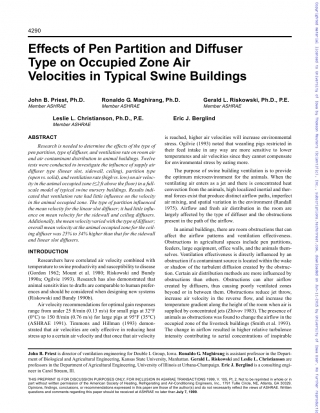 4290
Effects of Pen Partition and Diffuser
Type on Occupied Zone Air
Velocities in Typical Swine Buildings
John B. Priest, Ph.D.
Member ASHRAE
Ronaldo G. Maghirang, Ph.D.
Member ASHRAE
Gerald L. Riskowski, Ph.D., P.E.
Member ASHRAE
Leslie L. Christianson, Ph.D., P.E.
Member ASHRAE
Eric J. Berglind
ABSTRACT
Research is needed to determine the effects of the type of
pen partition, type of diffuser, and ventilation rate on room air
and air contaminant distribution in animal buildings. Twelve
tests were conducted to investigate the influence of supply air
diffuser type (linear slot, sidewall, ceiling), partition type
(open vs. solid), and ventilation rate (high vs. low) on air veloc-
ity in the animal occupied zone
scale model of typical swine nursery buildings. Results indi-
cated that ventilation rate had little influence on the velocity
in the animal occupied zone. The type of partition influenced
the mean velocity for the linear slot diffuser, it had little influ-
ence on mean velocity for the sidewall and ceiling diffusers.
Additionally, the mean velocity varied with the type of diffuser;
overall mean velocity at the animal occupied zone for the ceil-
ing diffuser was 25% to 34% higher than that for the sidewall
and linear slot diffusers.
INTRODUCTION
Researchers have correlated air velocity combined with
temperature to swine productivity and susceptibility to disease
(Gorden 1962; Mount et al. 1980; Riskowski and Bundy
1990a; Ogilvie 1995). Research has also demonstrated that
animal sensitivities to drafts are comparable to human prefer-
ences and should be considered when designing new systems
(Riskowski and Bundy 1990b).
Air velocity recommendations for optimal gain responses
range from under 25 ft/min (0.13 m/s) for small pigs at 32°F
(0°C) to 150 ft/min (0.76 m/s) for large pigs at 95°F (35°C)
(ASHRAE 1991). Timmons and Hillman (1993) demon-
strated that air velocities are only effective in reducing heat
stress up to a certain air velocity and that once that air velocity
is reached, higher air velocities will increase environmental
stress. Ogilvie (1995) noted that weanling pigs restricted in
their feed intake in any way are more sensitive to lower
temperatures and air velocities since they cannot compensate
for environmental stress by eating more.
The purpose of swine building ventilation is to provide
the optimum microenvironment for the animals. When the
ventilating air enters as a jet and there is concentrated heat
convection from the animals, high localized inertial and ther-
mal forces exist that produce distinct airflow paths, imperfect
air mixing, and spatial variation in the environment (Randall
1975). Airflow and fresh air distribution in the room are
largely affected by the type of diffuser and the obstructions
present in the path of the airflow.
In animal buildings, there are room obstructions that can
affect the airflow patterns and ventilation effectiveness.
Obstructions in agricultural spaces include pen partitions,
feeders, large equipment, office walls, and the animals them-
selves. Ventilation effectiveness is directly influenced by an
obstruction if a contaminant source is located within the wake
or shadow of the turbulent diffusion created by the obstruc-
tion. Certain air distribution methods are more influenced by
obstructions than others. Obstructions can alter airflow
created by diffusers, thus causing poorly ventilated zones
beyond or in between them. Obstructions reduce jet throw,
increase air velocity in the reverse flow, and increase the
temperature gradient along the height of the room when air is
supplied by concentrated jets (Dolvov 1983). The presence of
animals as obstructions was found to change the airflow in the
occupied zone of the livestock buildings (Smith et al. 1993).
The change in airflow resulted in higher relative turbulence
intensity contributing to aerial concentrations of inspirable
John B. Priest is director of ventilation engineering for Double L Group, Iowa. Ronaldo G. Maghirang is assistant professor in the Depart-
ment of Biological and Agricultural Engineering, Kansas State University, Manhattan. Gerald L. Riskowski and Leslie L. Christianson are
professors in the Department of Agricultural Engineering, University of Illinois at Urbana-Champaign. Eric J. Berglind is a consulting engi-
neer in Coeur d'Alene,
THIS PREPRINT IS FOR DISCUSSION PURPOSES ONLY, FOR INCLUSION IN ASHRAE TRANSACTIONS 1999, V. 105, Pt. 2. Not to be reprinted in whole or in
part without written permission of the American Society of Heating, Refrigerating and Air-Conditioning Engineers, Inc., 1791 Tullie Circle, NE, Atlanta, GA 30329.
Opinions, findings, conclusions, or recommendations expressed in this paper are those of the author(s) and do not necessarily reflect the views of ASHRAE. Written
questions and comments regarding this paper should be received at ASHRAE no later than July 7, 1999.